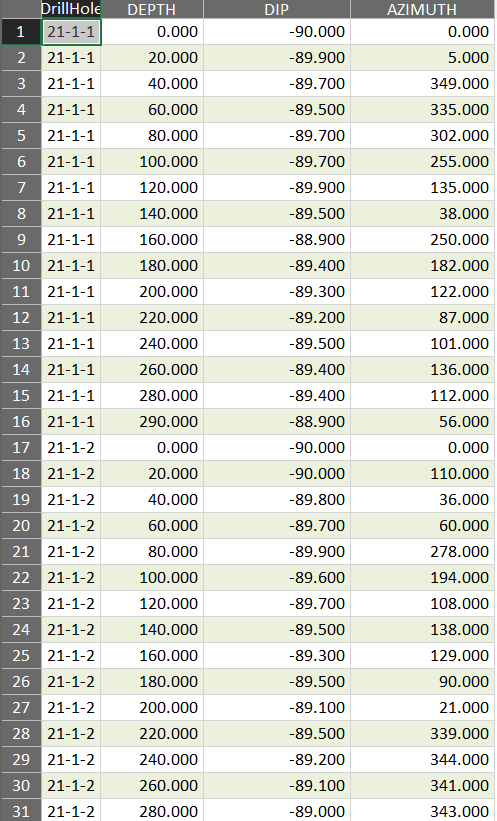 DrillHole DEPTH DIP AZIMUTH
1 21-1-1 0.000 -90.000 0.000
2 21-1-1 20.000 -89.900 5.000
3 21-1-1 40.000 -89.700 349.000
4 21-1-1 60.000 -89.500 335.000
5 21-1-1 80.000 -89.700 302.000
6 21-1-1 100.000 -89.700 255.000
7 21-1-1 120.000 -89.900 135.000
8 21-1-1 140.000 -89.500 38.000
9 21-1-1 160.000 -88.900 250.000
10 21-1-1 180.000 -89.400 182.000
11 21-1-1 200.000 -89.300 122.000
12 21-1-1 220.000 -89.200 87.000
13 21-1-1 240.000 -89.500 101.000
14 21-1-1 260.000 -89.400 136.000
15 21-1-1 280.000 -89.400 112.000
16 21-1-1 290.000 -88.900 56.000
17 21-1-2 0.000 -90.000 0.000
18 21-1-2 20.000 -90.000 110.000
19 21-1-2 40.000 -89.800 36.000
20 21-1-2 60.000 -89.700 60.000
21 21-1-2 80.000 -89.900 278.000
22 21-1-2 100.000 -89.600 194.000
23 21-1-2 120.000 -89.700 108.000
24 21-1-2 140.000 -89.500 138.000
25 21-1-2 160.000 -89.300 129.000
26 21-1-2 180.000 -89.500 90.000
27 21-1-2 200.000 -89.100 21.000
28 21-1-2 220.000 -89.500 339.000
29 21-1-2 240.000 -89.200 344.000
30 21-1-2 260.000 -89.100 341.000
31 21-1-2 280.000 -89.000 343.000